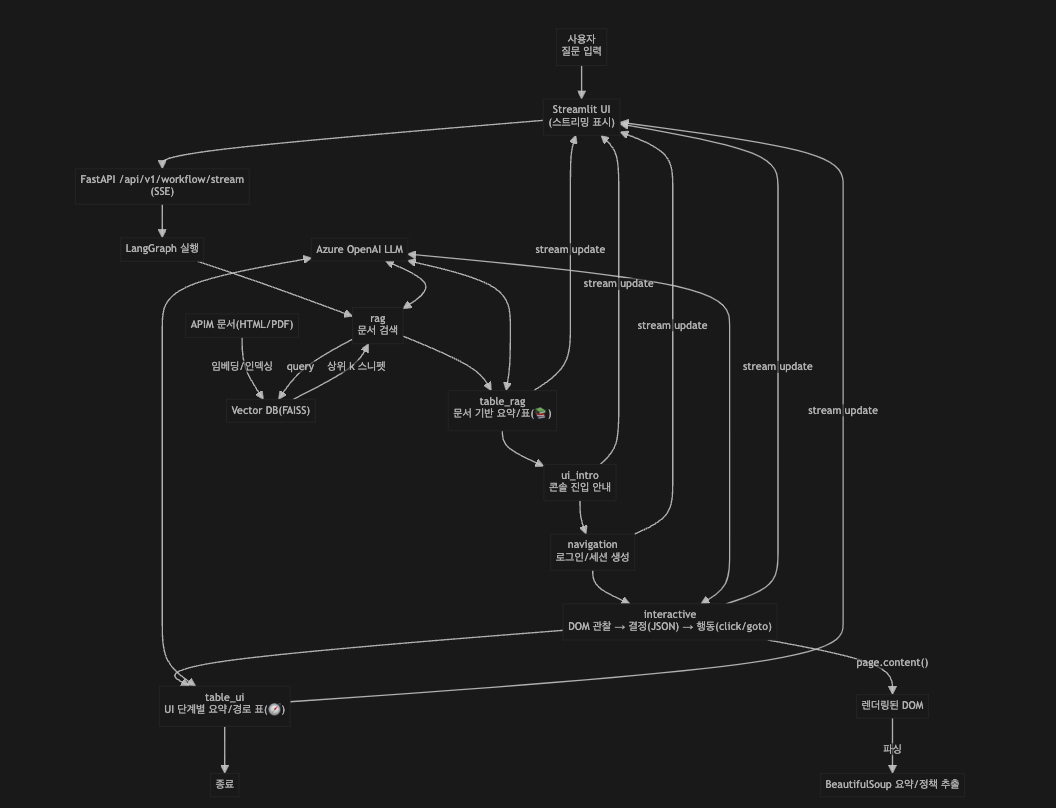 사용자
질문 입력
Streamlit UI
(스트리밍 표시)
FastAPI /api/v1/workflow/stream
(SSE)
LangGraph 실행
Azure OpenAI LLM
stream update
stream update
rag
문서 검색
APIM 문서(HTML/PDF)
stream update
임베딩/인덱싱
query
상위 k 스니펫
stream update
Vector DB(FAISS)
table_rag
문서 기반 요약/표(📚)
stream update
ui_intro
콘솔 진입 안내
navigation
로그인/세션 생성
interactive
DOM 관찰 → 결정(JSON) → 행동(click/goto)
page.content()
table_ui
UI 단계별 요약/경로 표(🧭)
렌더링된 DOM
파싱
종료
BeautifulSoup 요약/정책 추출